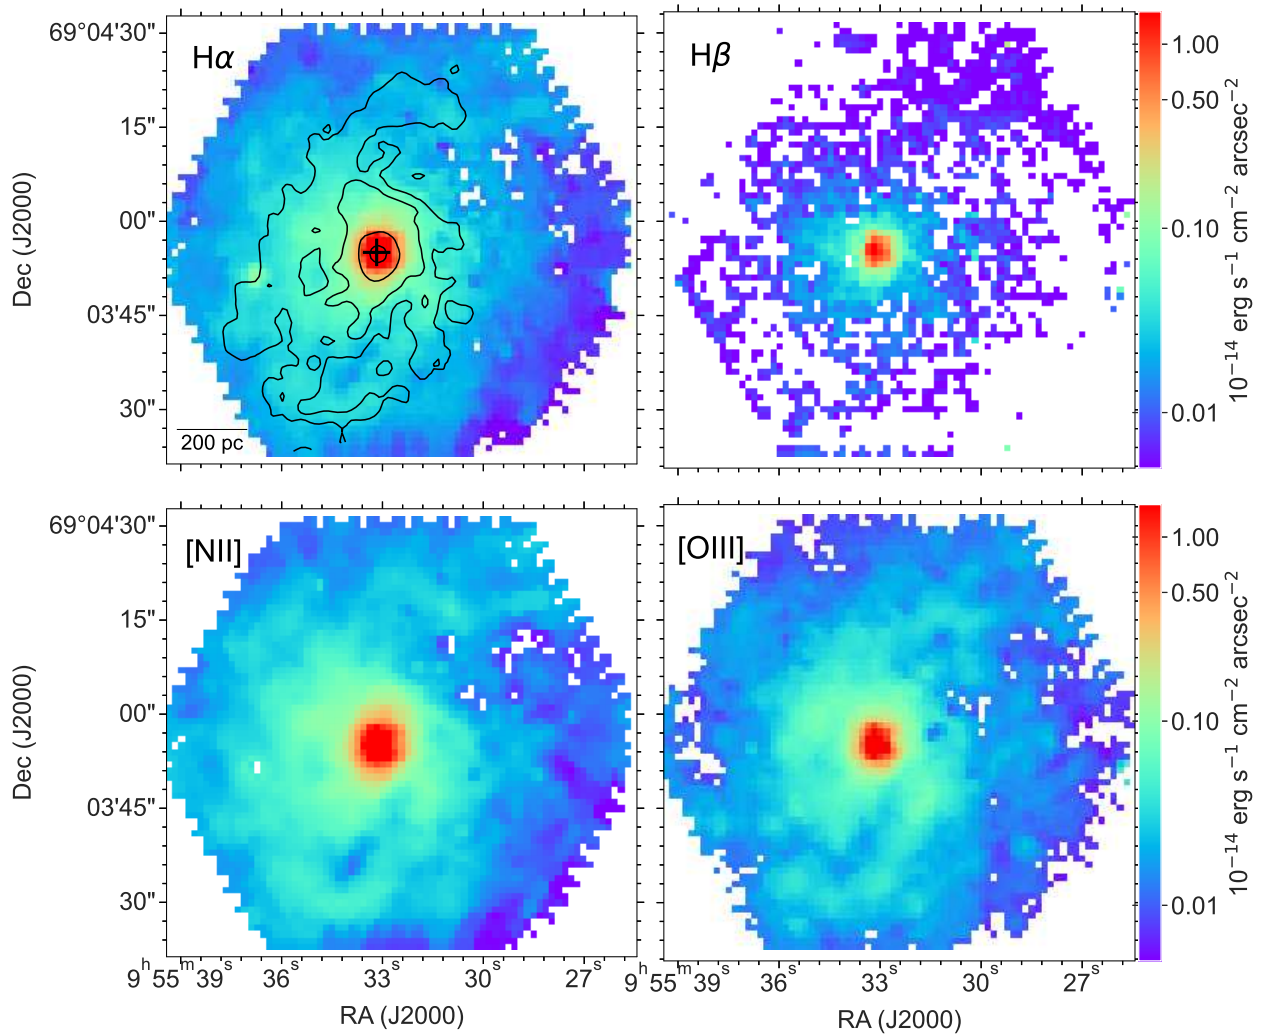 Hα
Hβ
69°04'30"
15"
00"
03'45"
30"
Dec (J2000)
200 pc
1.00
0.50
0.10
0.01
10⁻¹⁴ erg s⁻¹ cm⁻² arcsec⁻²
[NII]
[OIII]
69°04'30"
15"
00"
03'45"
30"
Dec (J2000)
1.00
0.50
0.10
0.01
10⁻¹⁴ erg s⁻¹ cm⁻² arcsec⁻²
9ʰ55ᵐ39ˢ 36ˢ 33ˢ 30ˢ 27ˢ
9ʰ55ᵐ39ˢ 36ˢ 33ˢ 30ˢ 27ˢ
RA (J2000)
RA (J2000)